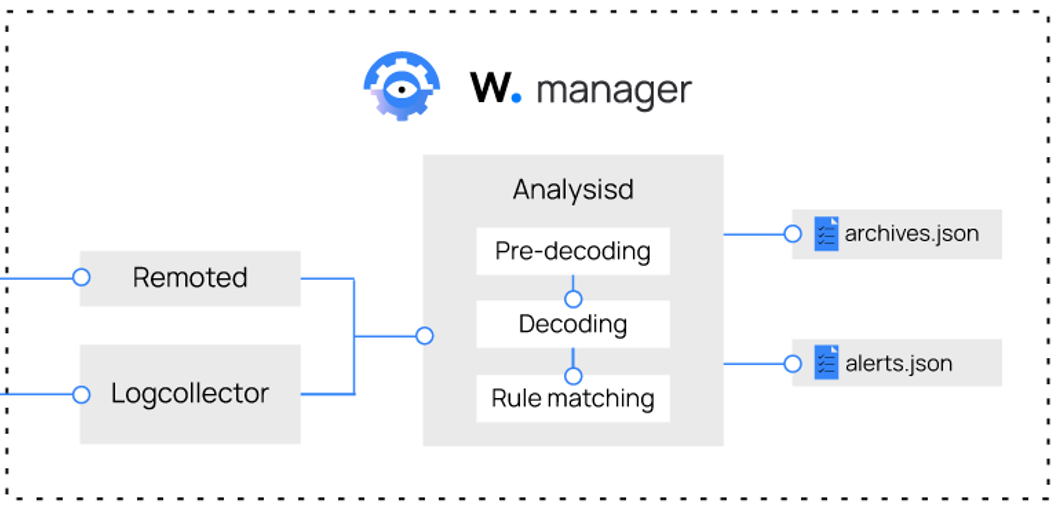 W. manager
Analysisd
Pre-decoding
Decoding
Rule matching
Remoted
Logcollector
archives.json
alerts.json